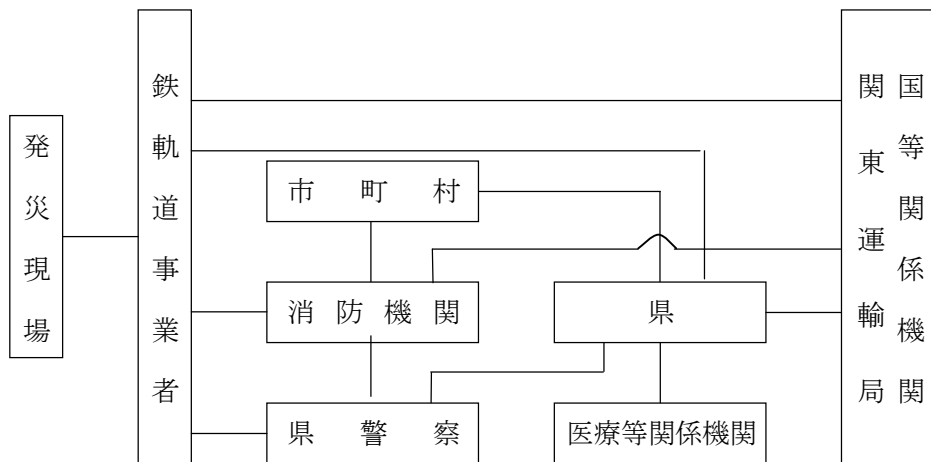 発災現場
鉄軌道事業者
市町村
消防機関
県警察
県
医療等関係機関
国等関係機関
関東運輸局